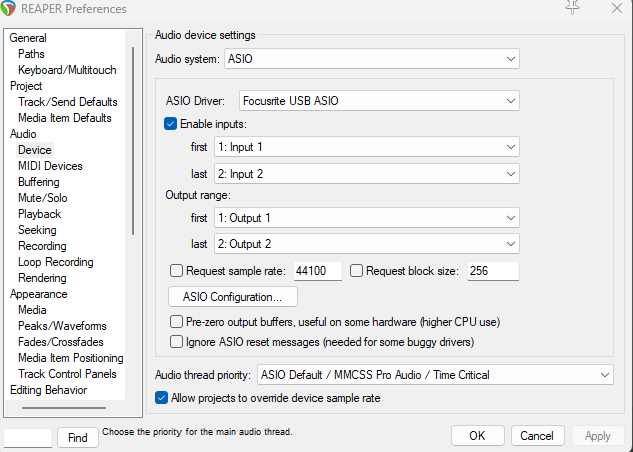 REAPER Preferences
General
Paths
Keyboard/Multitouch
Project
Track/Send Defaults
Media Item Defaults
Audio
Device
MIDI Devices
Buffering
Mute/Solo
Playback
Seeking
Recording
Loop Recording
Rendering
Appearance
Media
Peaks/Waveforms
Fades/Crossfades
Media Item Positioning
Track Control Panels
Editing Behavior
Audio device settings
Audio system: ASIO
ASIO Driver: Focusrite USB ASIO
Enable inputs:
first 1: Input 1
last 2: Input 2
Output range:
first 1: Output 1
last 2: Output 2
Request sample rate: 44100 Request block size: 256
ASIO Configuration...
Pre-zero output buffers, useful on some hardware (higher CPU use)
Ignore ASIO reset messages (needed for some buggy drivers)
Audio thread priority: ASIO Default / MMCSS Pro Audio / Time Critical
Allow projects to override device sample rate
Find Choose the priority for the main audio thread. OK Cancel Apply